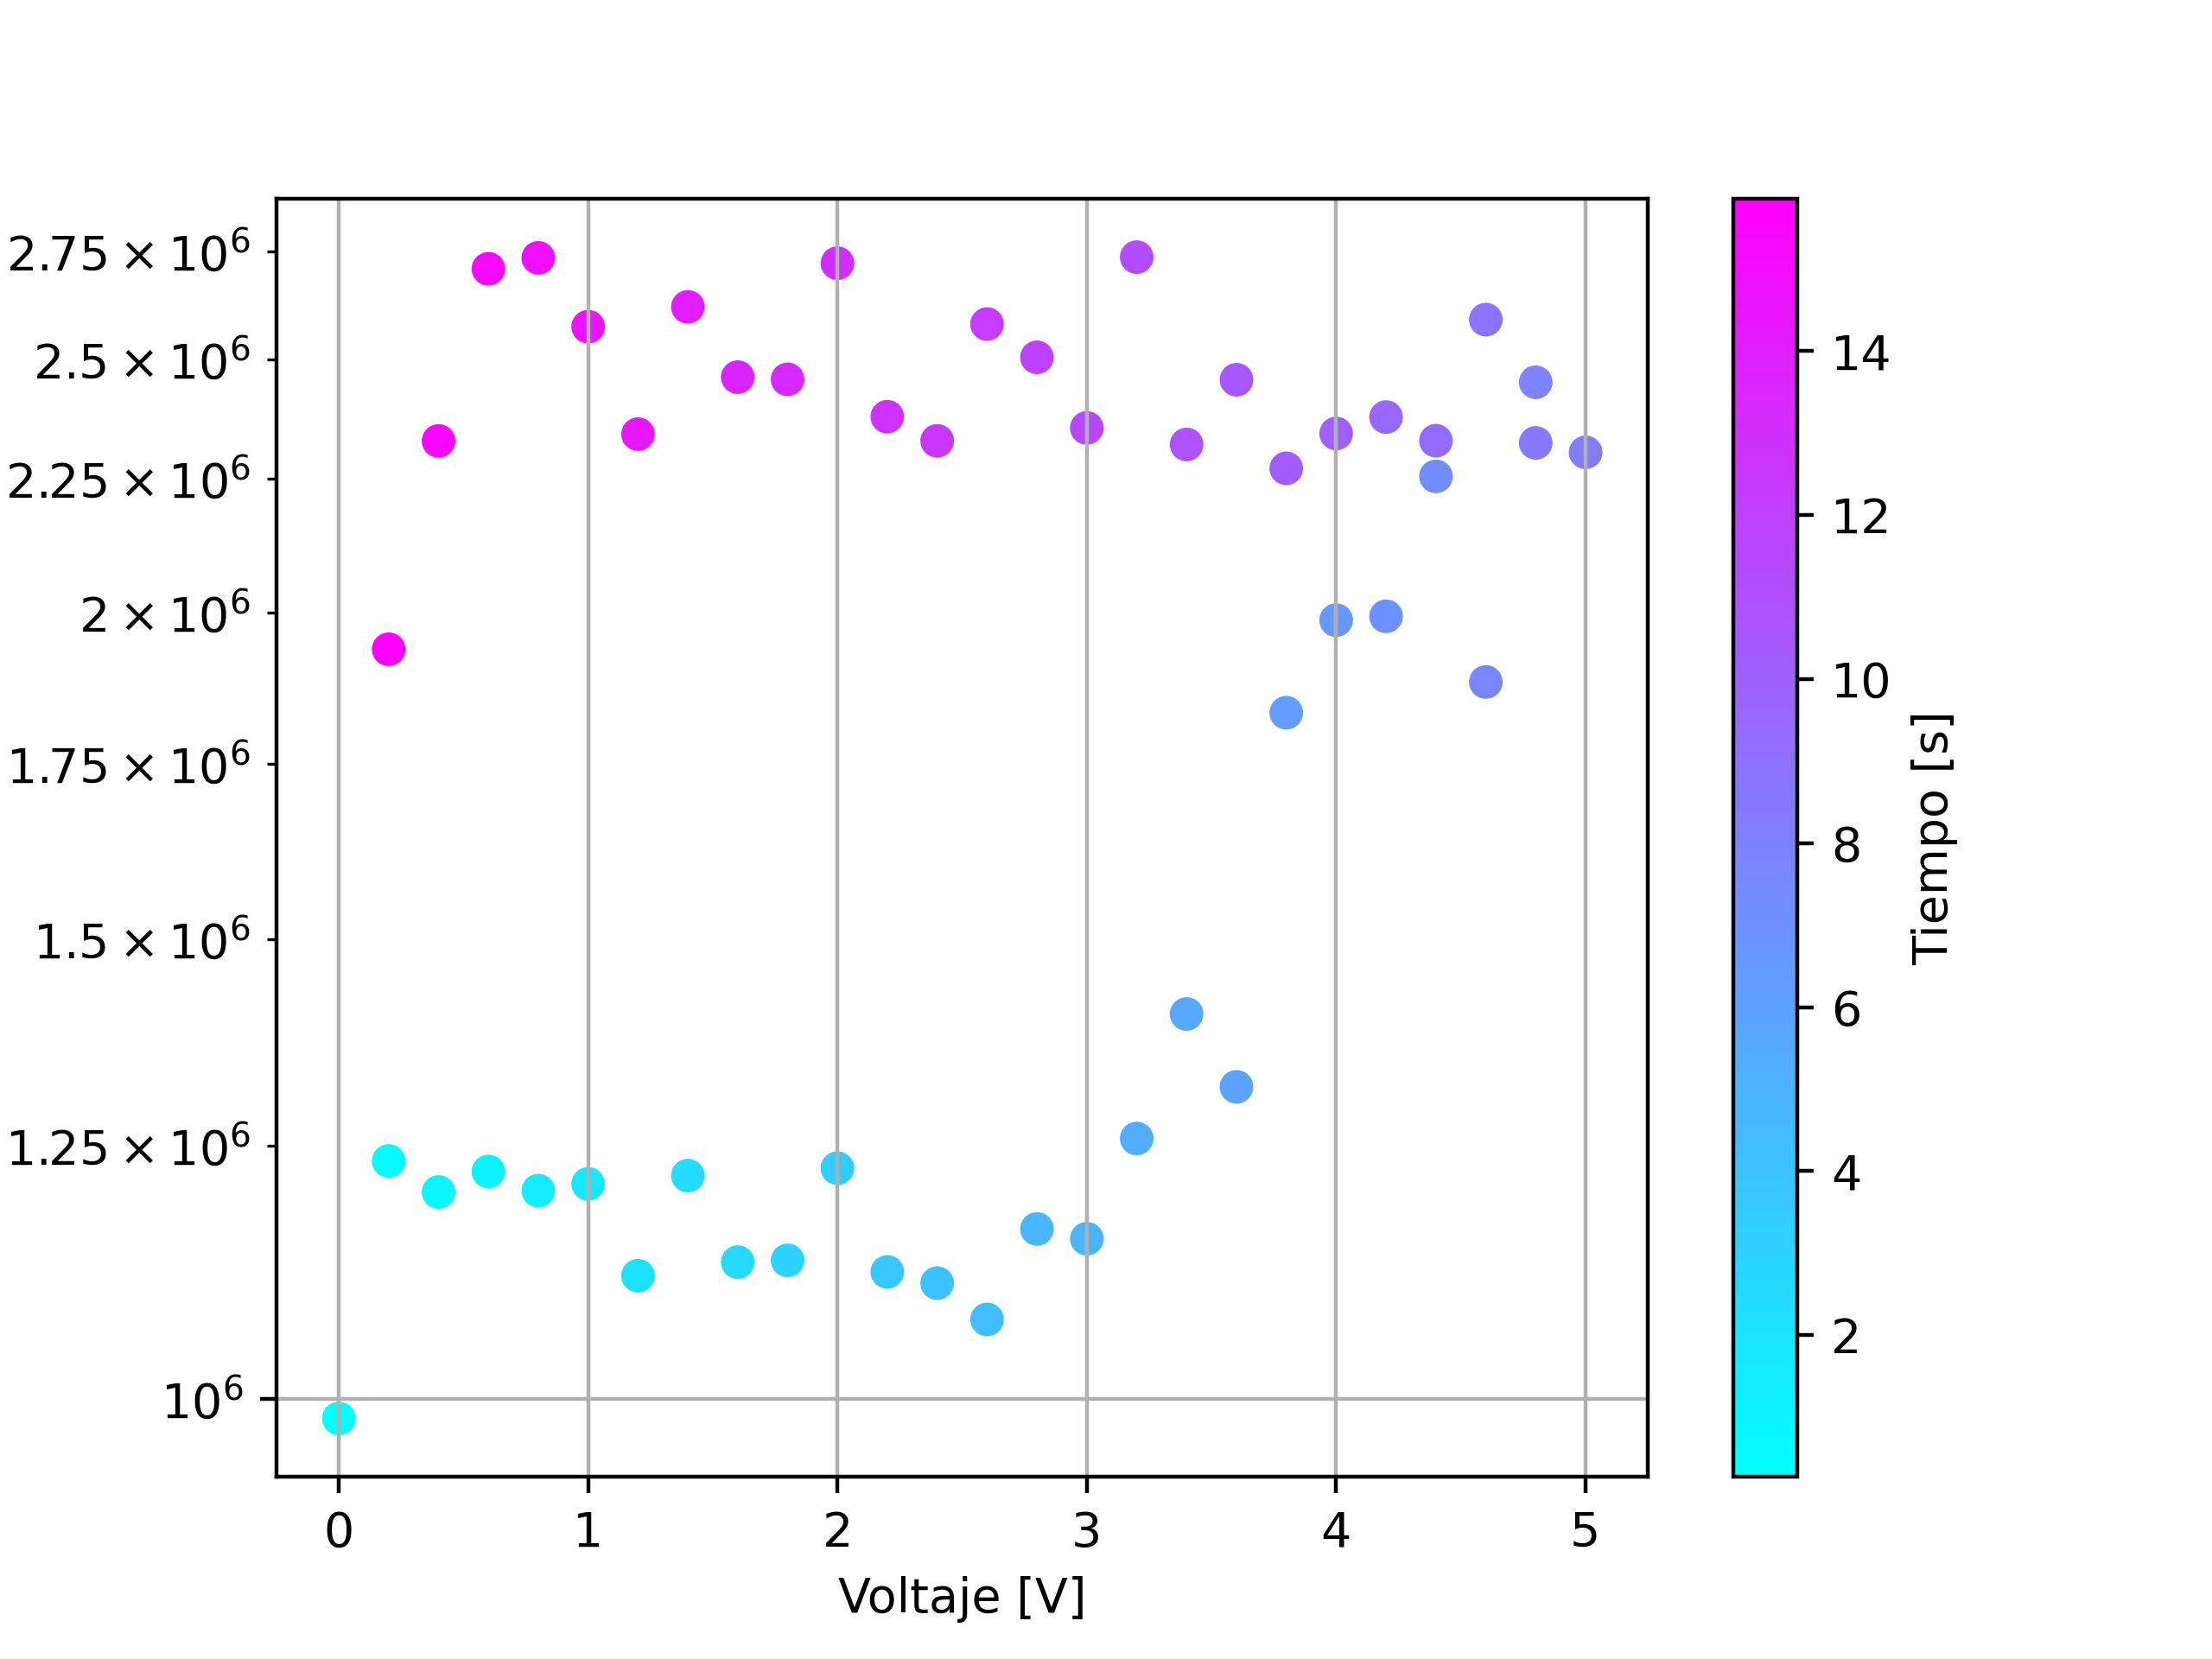 2.75 × 10⁶
2.5 × 10⁶
2.25 × 10⁶
2 × 10⁶
1.75 × 10⁶
1.5 × 10⁶
1.25 × 10⁶
10⁶
0 1 2 3 4 5
Voltaje [V]
14
12
10
8
6
4
2
Tiempo [s]